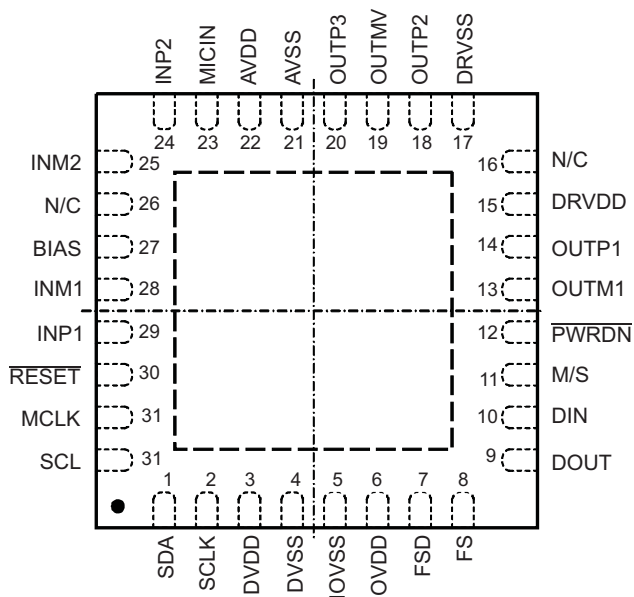 INP2 MICIN AVDD AVSS OUTP3 OUTMV OUTP2 DRVSS
24 23 22 21 20 19 18 17
INM2 25 16 N/C
N/C 26 15 DRVDD
BIAS 27 14 OUTP1
INM1 28 13 OUTM1
INP1 29 12 PWRDN
RESET 30 11 M/S
MCLK 31 10 DIN
SCL 31 9 DOUT
1 2 3 4 5 6 7 8
SDA SCLK DVDD DVSS IOVSS IOVDD FSD FS